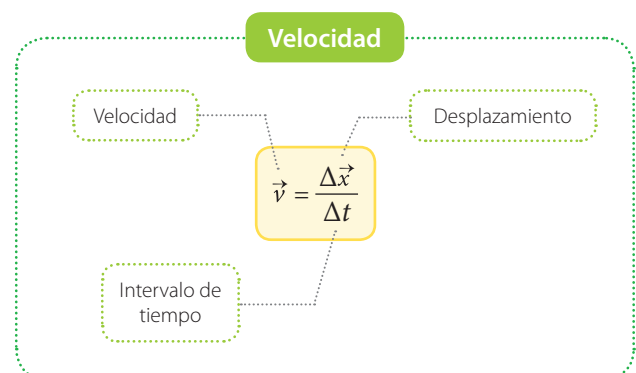 Velocidad
Velocidad
Desplazamiento
v⃗ = Δx⃗ / Δt
Intervalo de
tiempo